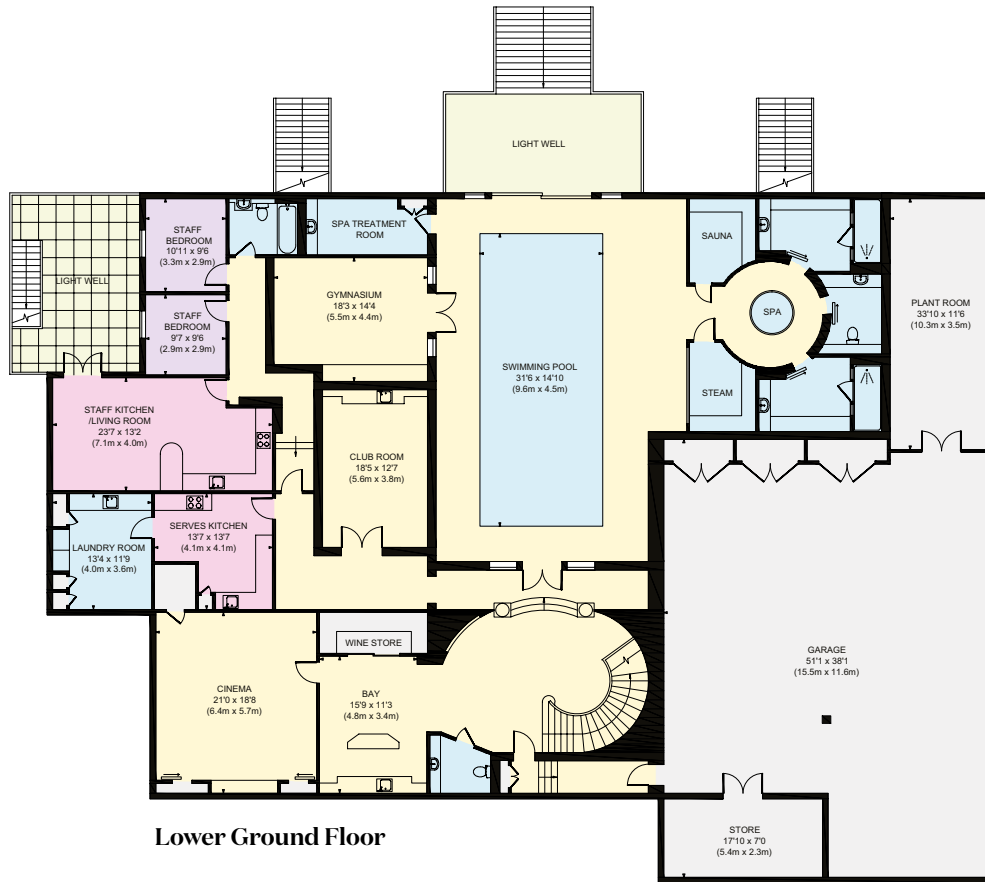 LIGHT WELL
LIGHT WELL
STAFF
BEDROOM
10'11 x 9'6
(3.3m x 2.9m)
SPA TREATMENT
ROOM
SAUNA
STAFF
BEDROOM
9'7 x 9'6
(2.9m x 2.9m)
GYMNASIUM
18'3 x 14'4
(5.5m x 4.4m)
SPA
PLANT ROOM
33'10 x 11'6
(10.3m x 3.5m)
SWIMMING POOL
31'6 x 14'10
(9.6m x 4.5m)
STEAM
STAFF KITCHEN
/LIVING ROOM
23'7 x 13'2
(7.1m x 4.0m)
CLUB ROOM
18'5 x 12'7
(5.6m x 3.8m)
SERVES KITCHEN
13'7 x 13'7
(4.1m x 4.1m)
LAUNDRY ROOM
13'4 x 11'9
(4.0m x 3.6m)
WINE STORE
GARAGE
51'1 x 38'1
(15.5m x 11.6m)
CINEMA
21'0 x 18'8
(6.4m x 5.7m)
BAY
15'9 x 11'3
(4.8m x 3.4m)
STORE
17'10 x 7'0
(5.4m x 2.3m)
Lower Ground Floor